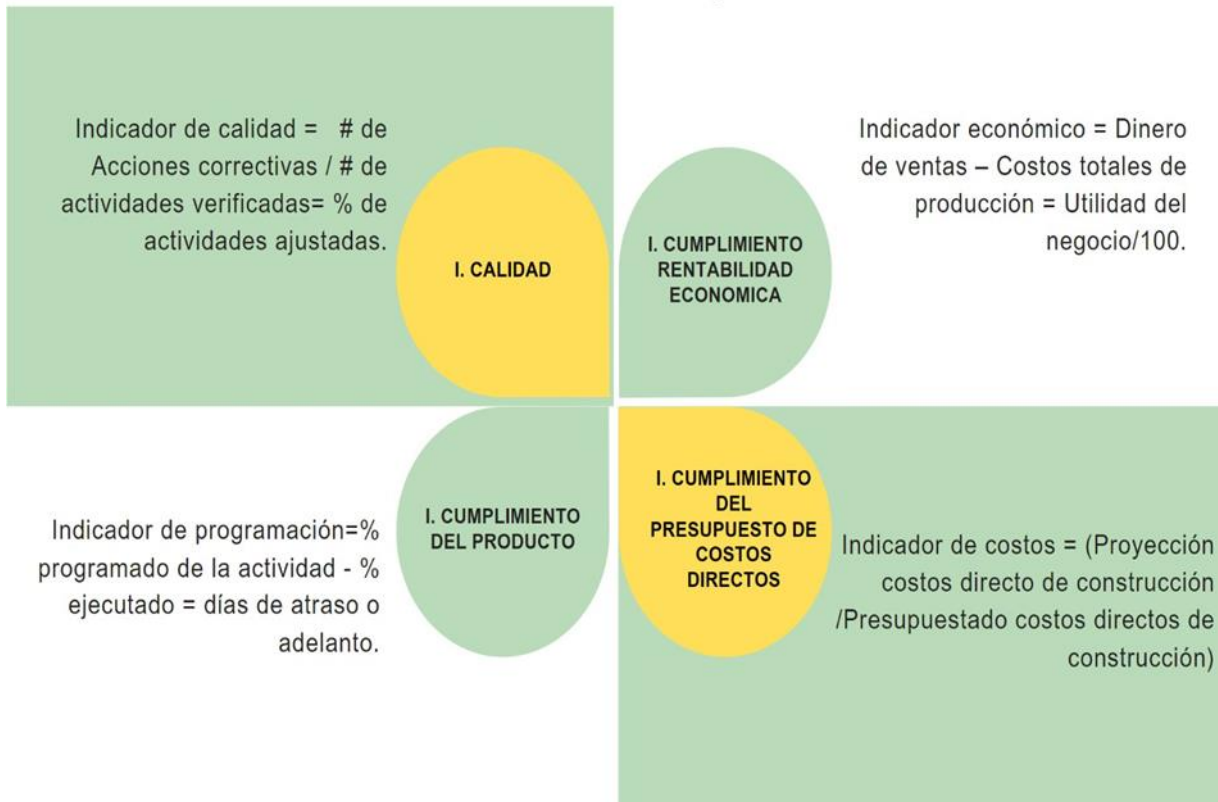 Indicador de calidad = # de
Acciones correctivas / # de
actividades verificadas= % de
actividades ajustadas.
I. CALIDAD
I. CUMPLIMIENTO
RENTABILIDAD
ECONOMICA
Indicador económico = Dinero
de ventas – Costos totales de
producción = Utilidad del
negocio/100.
Indicador de programación=%
programado de la actividad - %
ejecutado = días de atraso o
adelanto.
I. CUMPLIMIENTO
DEL PRODUCTO
I. CUMPLIMIENTO
DEL
PRESUPUESTO DE
COSTOS
DIRECTOS
Indicador de costos = (Proyección
costos directo de construcción
/Presupuestado costos directos de
construcción)